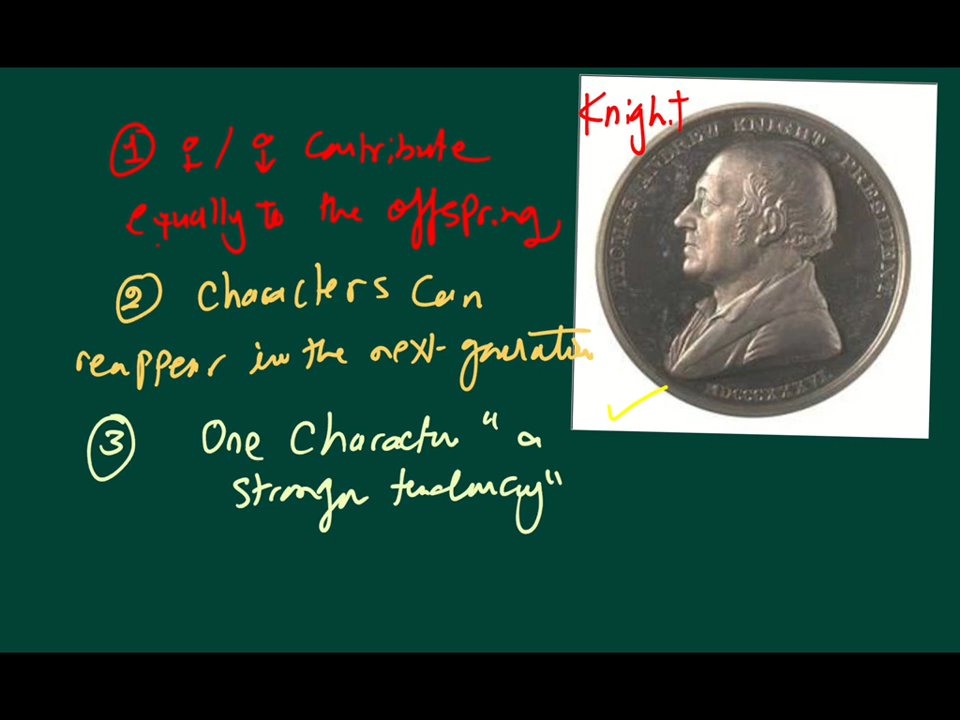 ① ♀ / ♂ Contribute
equally to the offspring
② Characters Can
reappear in the next generation
③ One Character "a
stronger tendency"
Knight
THOMAS ANDREW KNIGHT PRESIDENT.
MDCCCXXXVI.